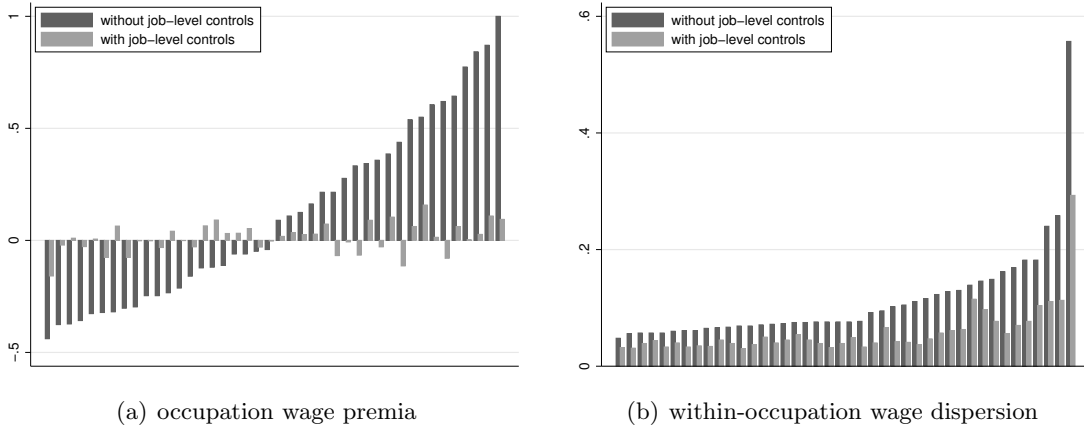 without job−level controls
with job−level controls
1
.5
0
−.5
(a) occupation wage premia
without job−level controls
with job−level controls
.6
.4
.2
0
(b) within-occupation wage dispersion